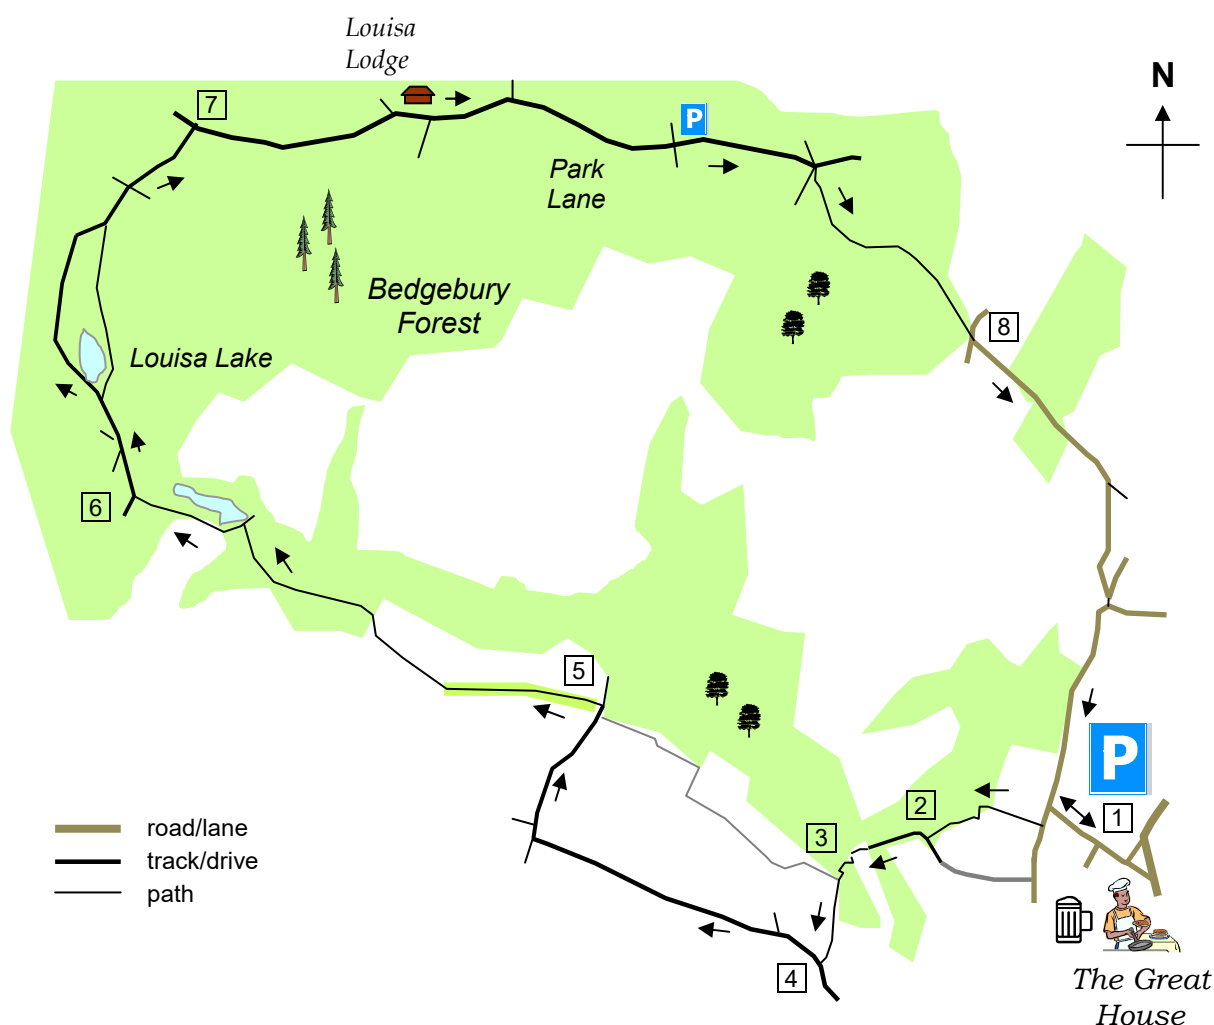 Louisa
Lodge
N
7
P
Park
Lane
Bedgebury
Forest
8
Louisa Lake
6
5
P
2
1
3
road/lane
track/drive
path
4
The Great
House